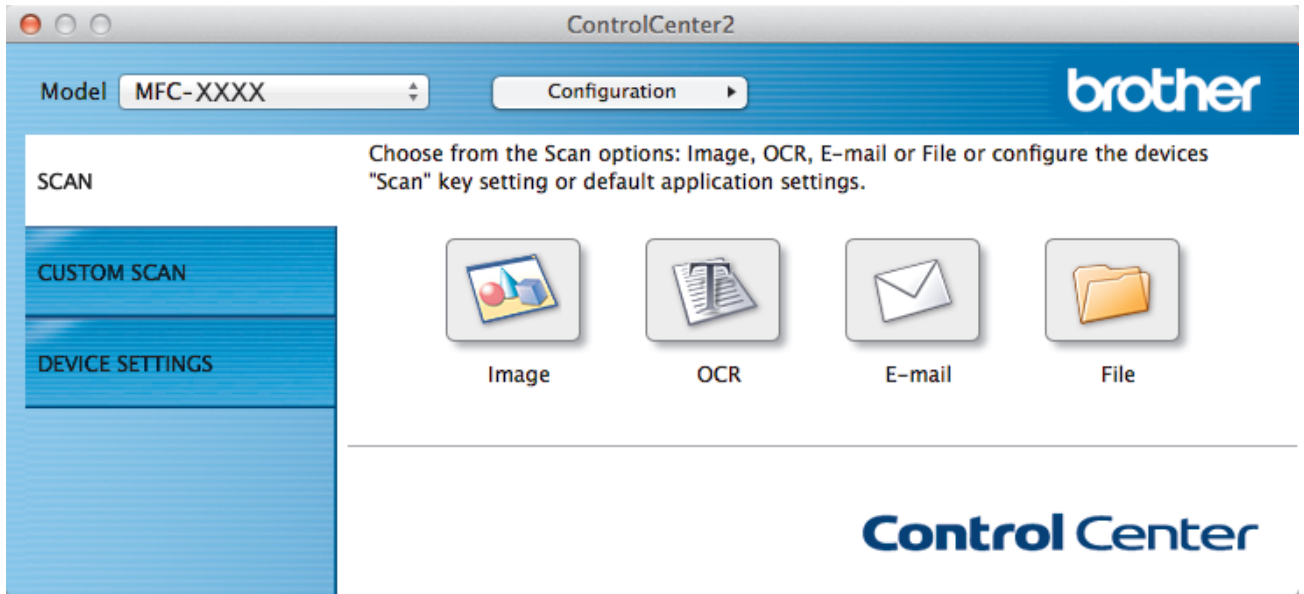 ControlCenter2
Model MFC-XXXX Configuration brother
SCAN
Choose from the Scan options: Image, OCR, E-mail or File or configure the devices
"Scan" key setting or default application settings.
CUSTOM SCAN
DEVICE SETTINGS
Image OCR E-mail File
Control Center